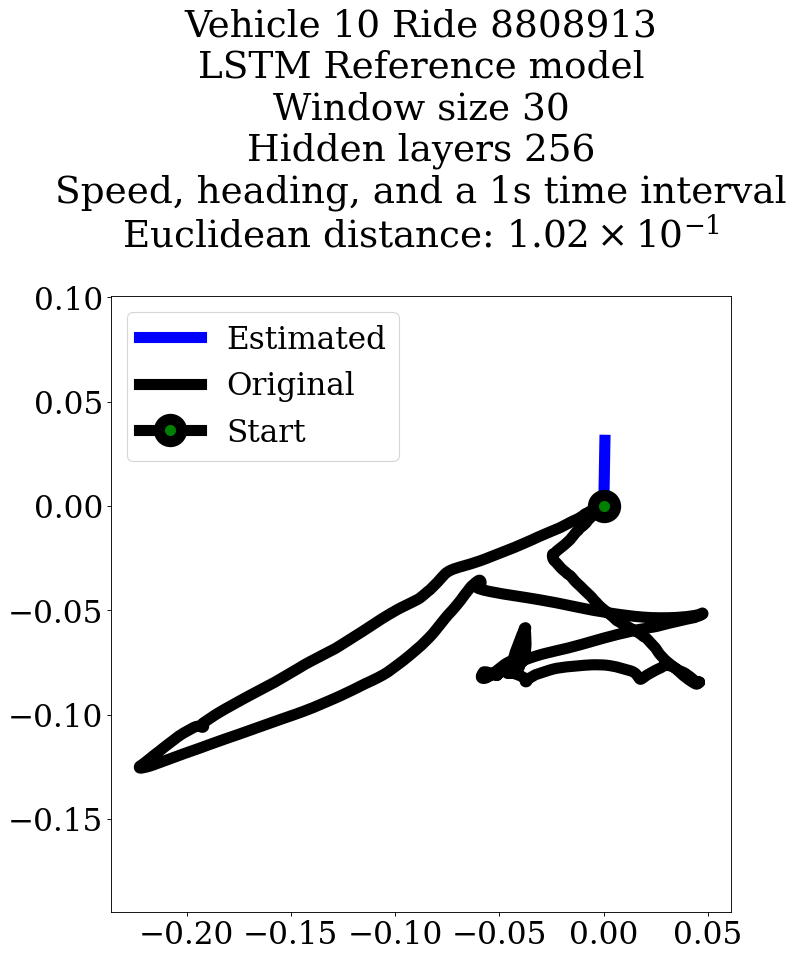 Vehicle 10 Ride 8808913
LSTM Reference model
Window size 30
Hidden layers 256
Speed, heading, and a 1s time interval
Euclidean distance: 1.02 × 10⁻¹
0.10
0.05
0.00
−0.05
−0.10
−0.15
Estimated
Original
Start
−0.20 −0.15 −0.10 −0.05 0.00 0.05